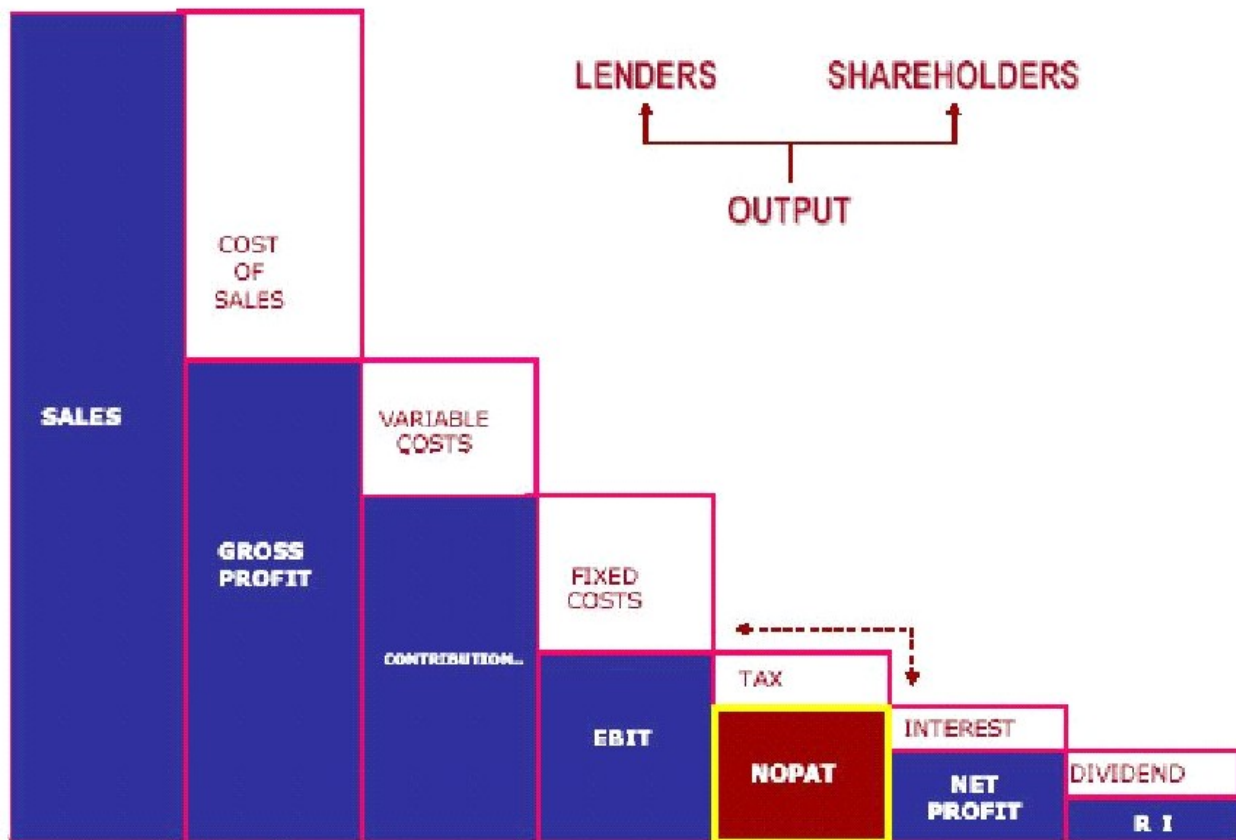 LENDERS
SHAREHOLDERS
OUTPUT
COST
OF
SALES
SALES
VARIABLE
COSTS
GROSS
PROFIT
FIXED
COSTS
CONTRIBUTION...
TAX
EBIT
INTEREST
NOPAT
NET
PROFIT
DIVIDEND
R I